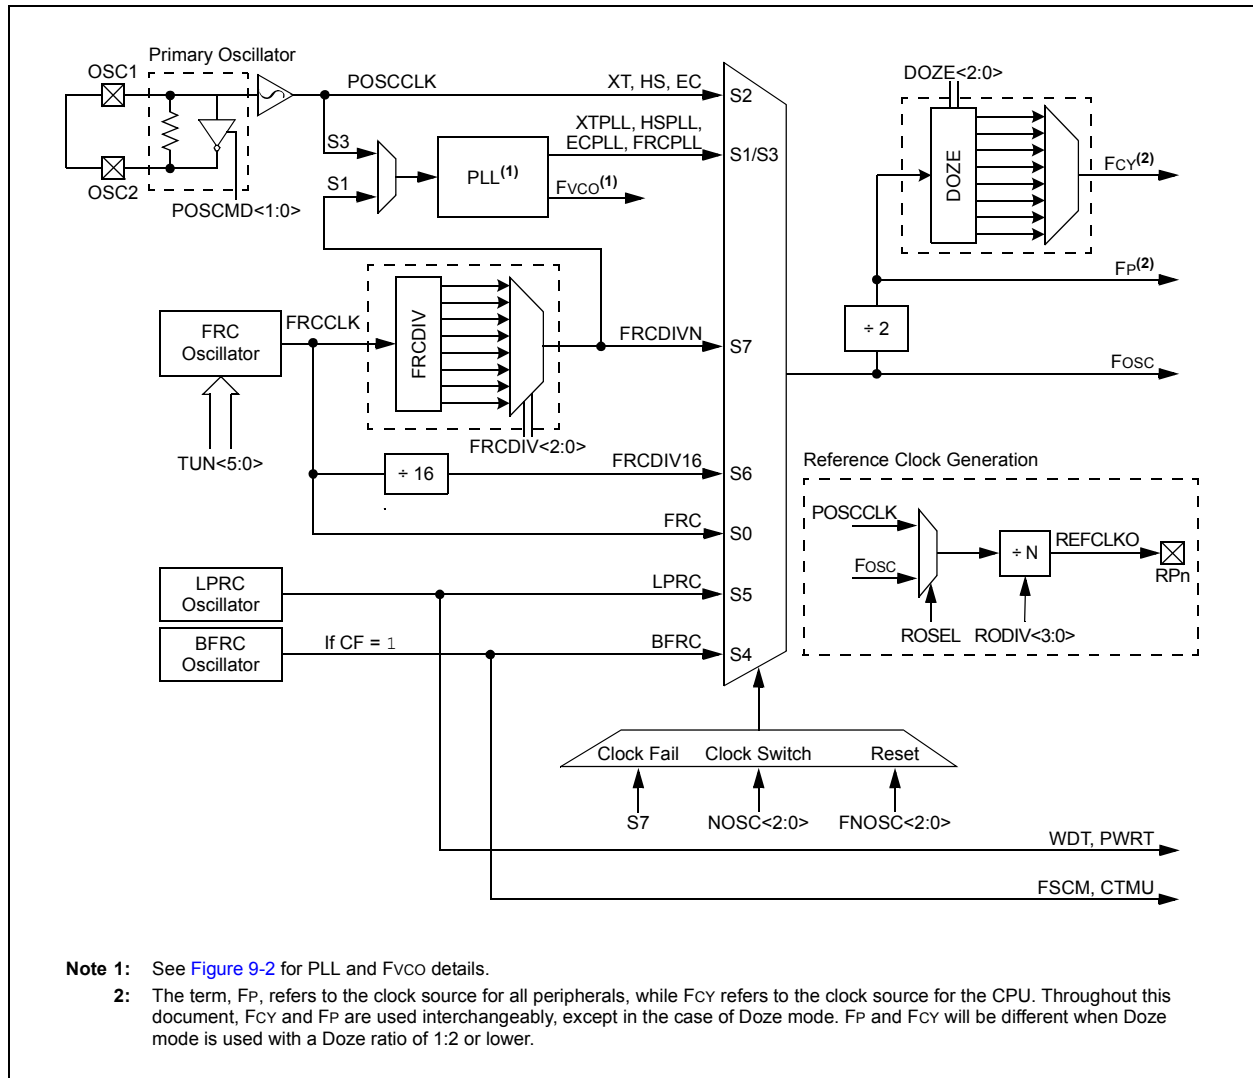 Primary Oscillator
OSC1
OSC2
POSCMD<1:0>
POSCCLK
XT, HS, EC
S2
S3
S1
PLL(1)
XTPLL, HSPLL,
ECPLL, FRCPLL
S1/S3
FVCO(1)
DOZE<2:0>
DOZE
FCY(2)
FP(2)
÷ 2
FOSC
FRC
Oscillator
FRCCLK
TUN<5:0>
FRCDIV
FRCDIVN
S7
FRCDIV<2:0>
÷ 16
FRCDIV16
S6
FRC
S0
Reference Clock Generation
POSCCLK
FOSC
÷ N
REFCLKO
RPn
ROSEL
RODIV<3:0>
LPRC
Oscillator
LPRC
S5
BFRC
Oscillator
If CF = 1
BFRC
S4
Clock Fail
Clock Switch
Reset
S7
NOSC<2:0>
FNOSC<2:0>
WDT, PWRT
FSCM, CTMU
Note 1: See Figure 9-2 for PLL and FVCO details.
2: The term, FP, refers to the clock source for all peripherals, while FCY refers to the clock source for the CPU. Throughout this
document, FCY and FP are used interchangeably, except in the case of Doze mode. FP and FCY will be different when Doze
mode is used with a Doze ratio of 1:2 or lower.